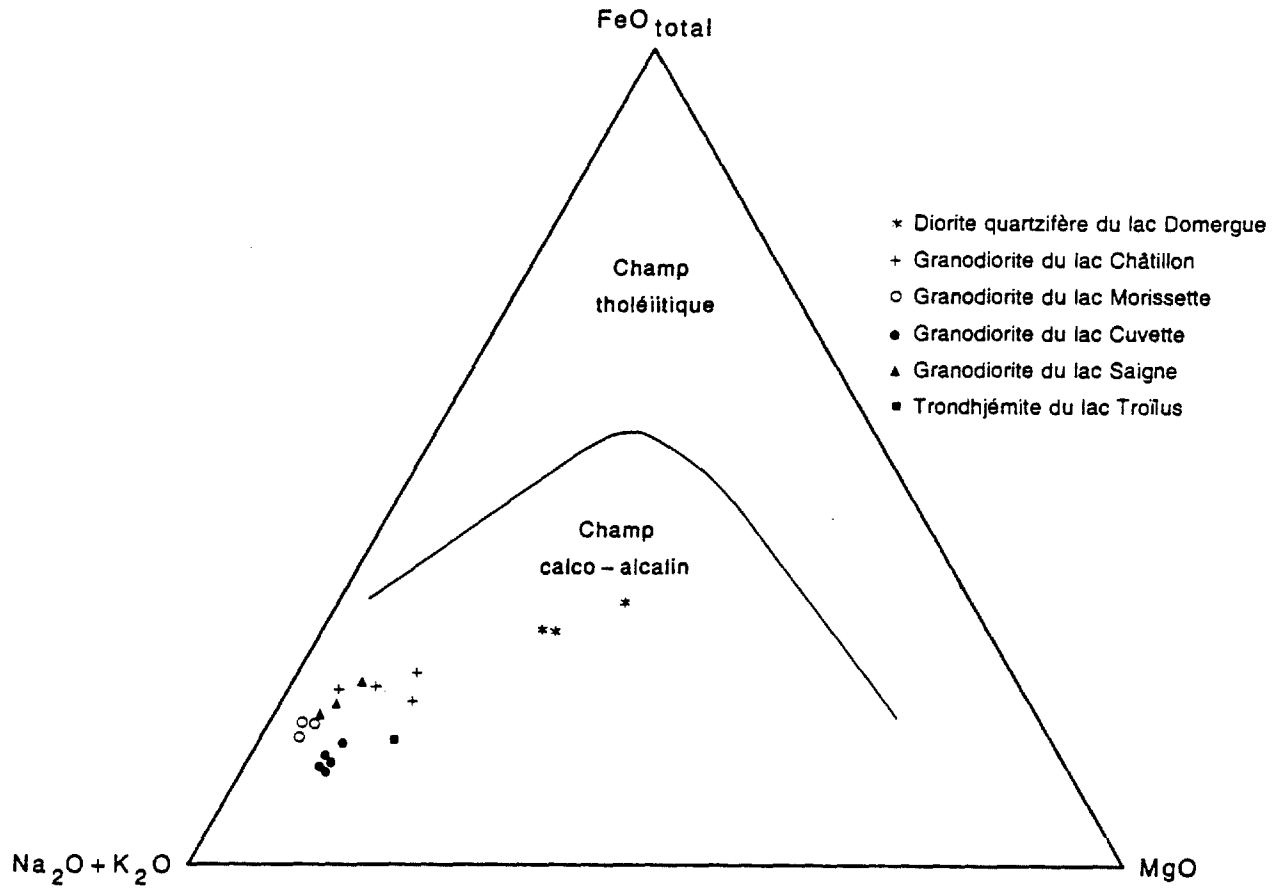 FeO total
Champ
tholéiitique
* Diorite quartzifère du lac Domergue
+ Granodiorite du lac Châtillon
○ Granodiorite du lac Morissette
● Granodiorite du lac Cuvette
▲ Granodiorite du lac Saigne
■ Trondhjémite du lac Troïlus
Champ
calco – alcalin
Na2O + K2O
MgO